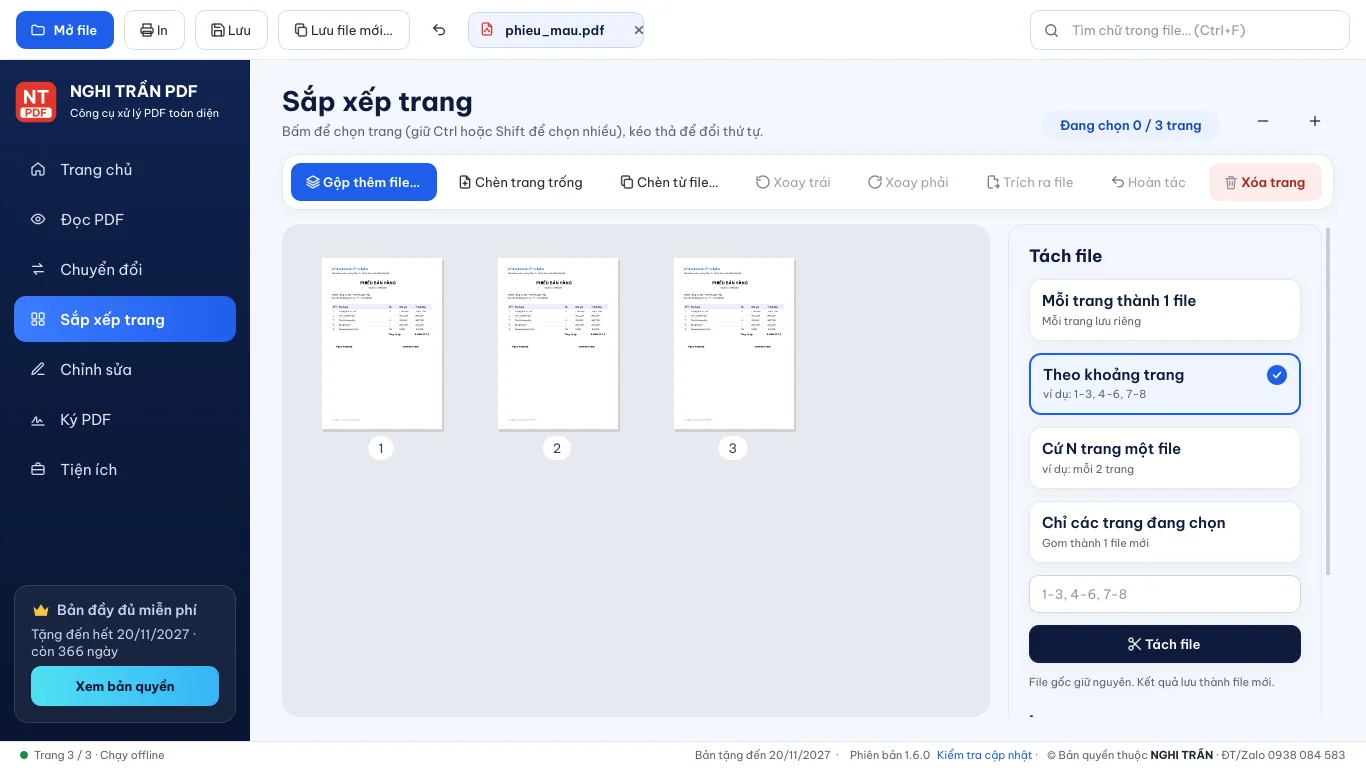 Mở file
In
Lưu
Lưu file mới...
phieu_mau.pdf
Tìm chữ trong file... (Ctrl+F)
NT
PDF
NGHI TRẦN PDF
Công cụ xử lý PDF toàn diện
Trang chủ
Đọc PDF
Chuyển đổi
Sắp xếp trang
Chỉnh sửa
Ký PDF
Tiện ích
Bản đầy đủ miễn phí
Tặng đến hết 20/11/2027 ·
còn 366 ngày
Xem bản quyền
Sắp xếp trang
Bấm để chọn trang (giữ Ctrl hoặc Shift để chọn nhiều), kéo thả để đổi thứ tự.
Đang chọn 0 / 3 trang
Gộp thêm file...
Chèn trang trống
Chèn từ file...
Xoay trái
Xoay phải
Trích ra file
Hoàn tác
Xóa trang
PHIẾU BÁN HÀNG
PHIẾU BÁN HÀNG
PHIẾU BÁN HÀNG
1
2
3
Tách file
Mỗi trang thành 1 file
Mỗi trang lưu riêng
Theo khoảng trang
ví dụ: 1-3, 4-6, 7-8
Cứ N trang một file
ví dụ: mỗi 2 trang
Chỉ các trang đang chọn
Gom thành 1 file mới
1-3, 4-6, 7-8
Tách file
File gốc giữ nguyên. Kết quả lưu thành file mới.
Trang 3 / 3 · Chạy offline
Bản tặng đến 20/11/2027 · Phiên bản 1.6.0 Kiểm tra cập nhật · © Bản quyền thuộc NGHI TRẦN · ĐT/Zalo 0938 084 583